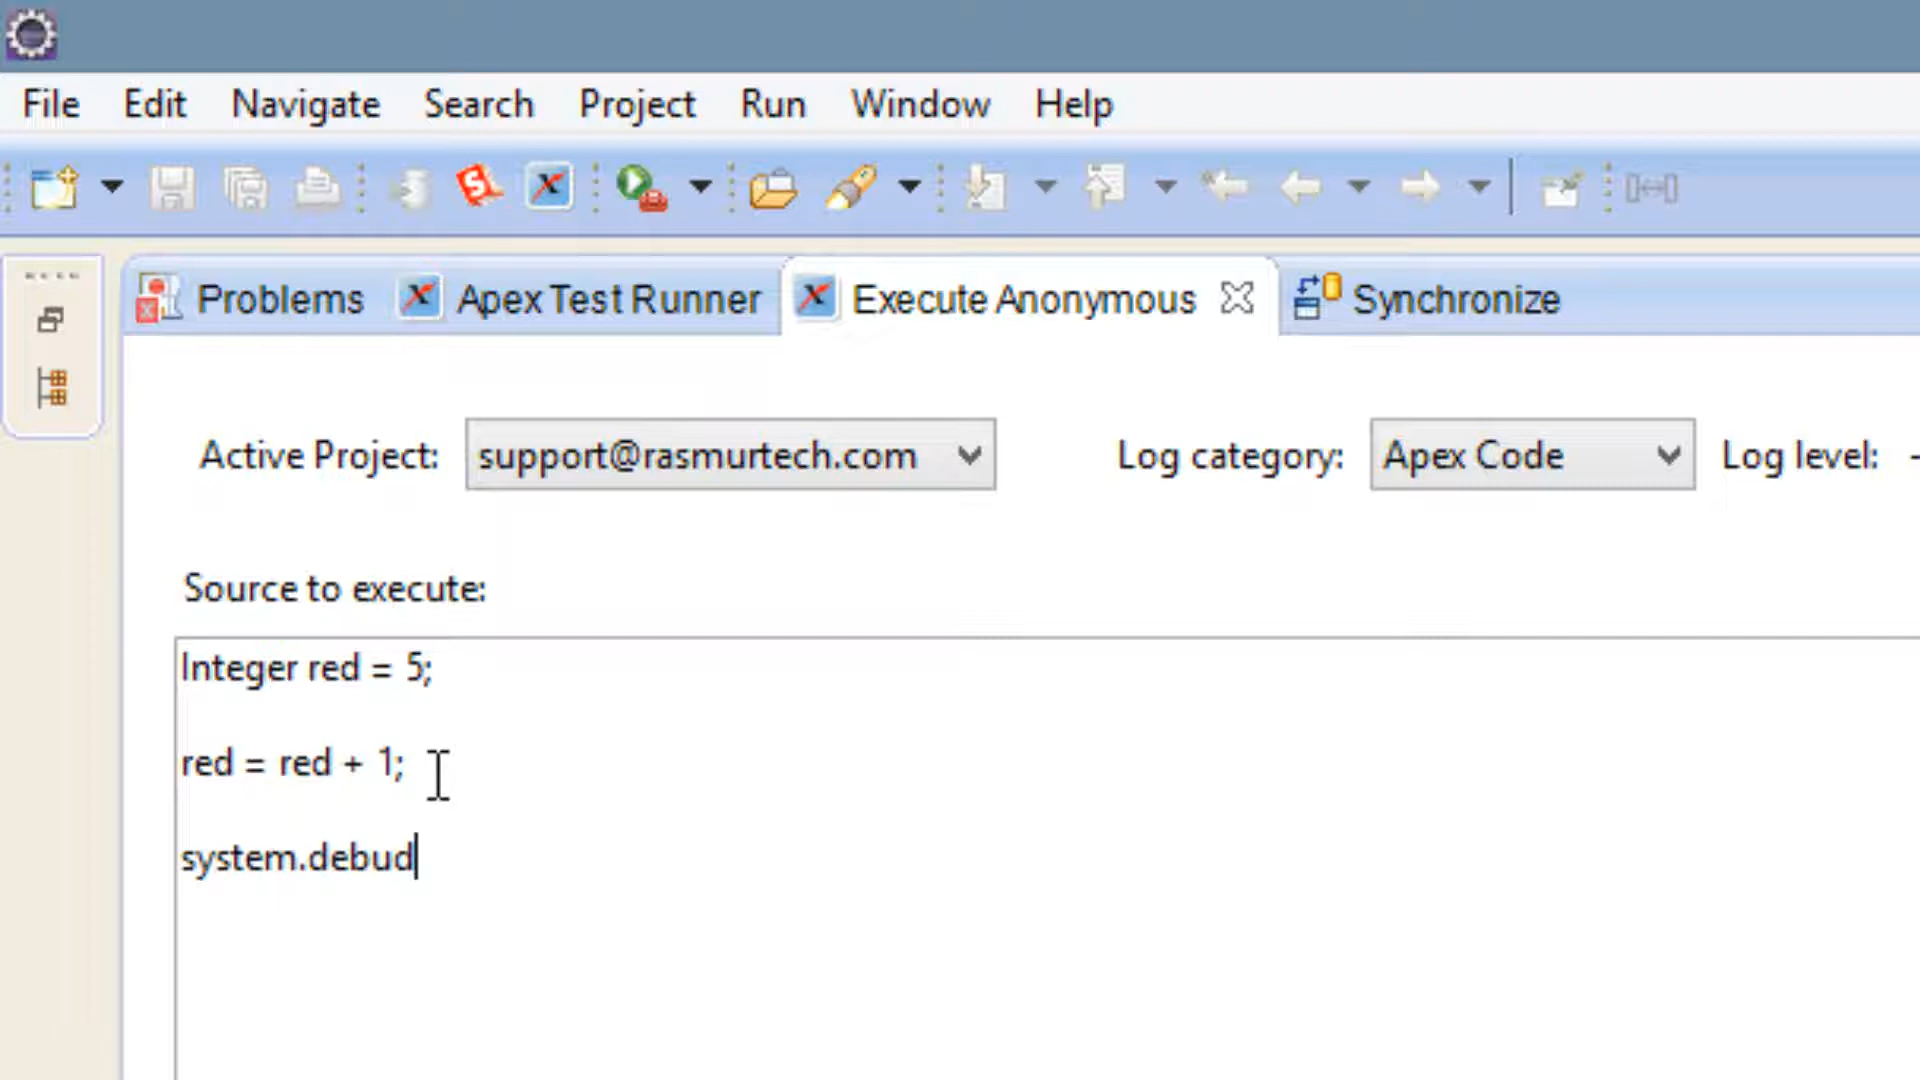 File Edit Navigate Search Project Run Window Help
Problems Apex Test Runner Execute Anonymous Synchronize
Active Project: support@rasmurtech.com Log category: Apex Code Log level:
Source to execute:
Integer red = 5;
red = red + 1;
system.debud